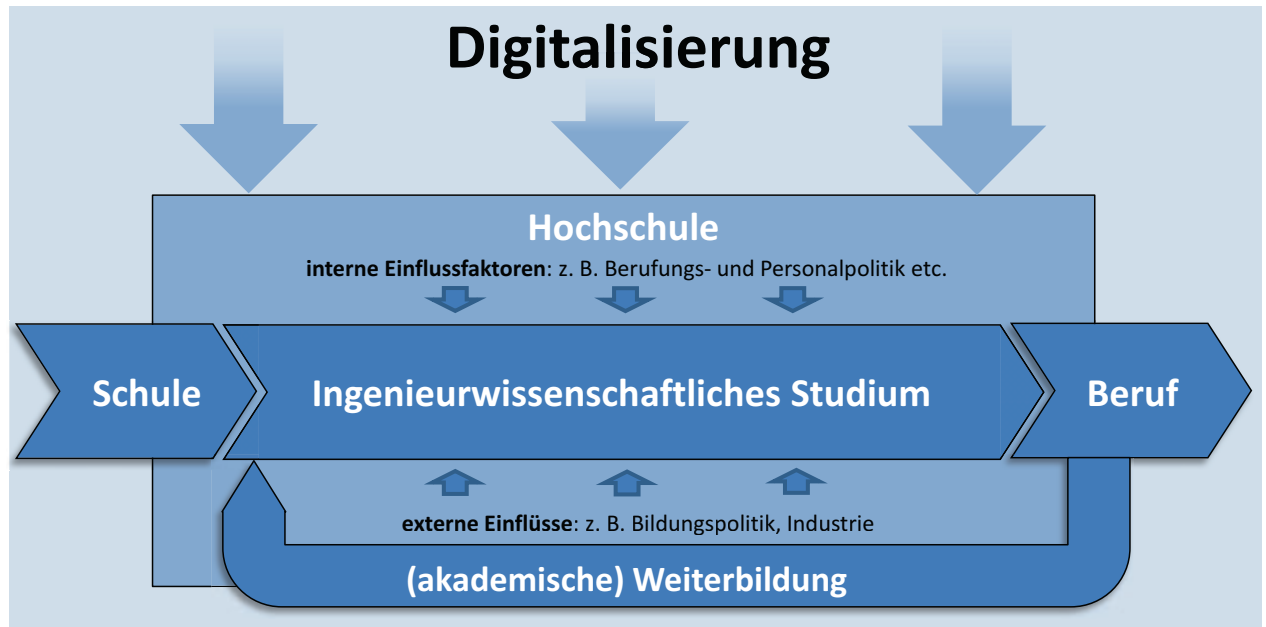 Digitalisierung
Hochschule
interne Einflussfaktoren: z. B. Berufungs- und Personalpolitik etc.
Schule
Ingenieurwissenschaftliches Studium
Beruf
externe Einflüsse: z. B. Bildungspolitik, Industrie
(akademische) Weiterbildung